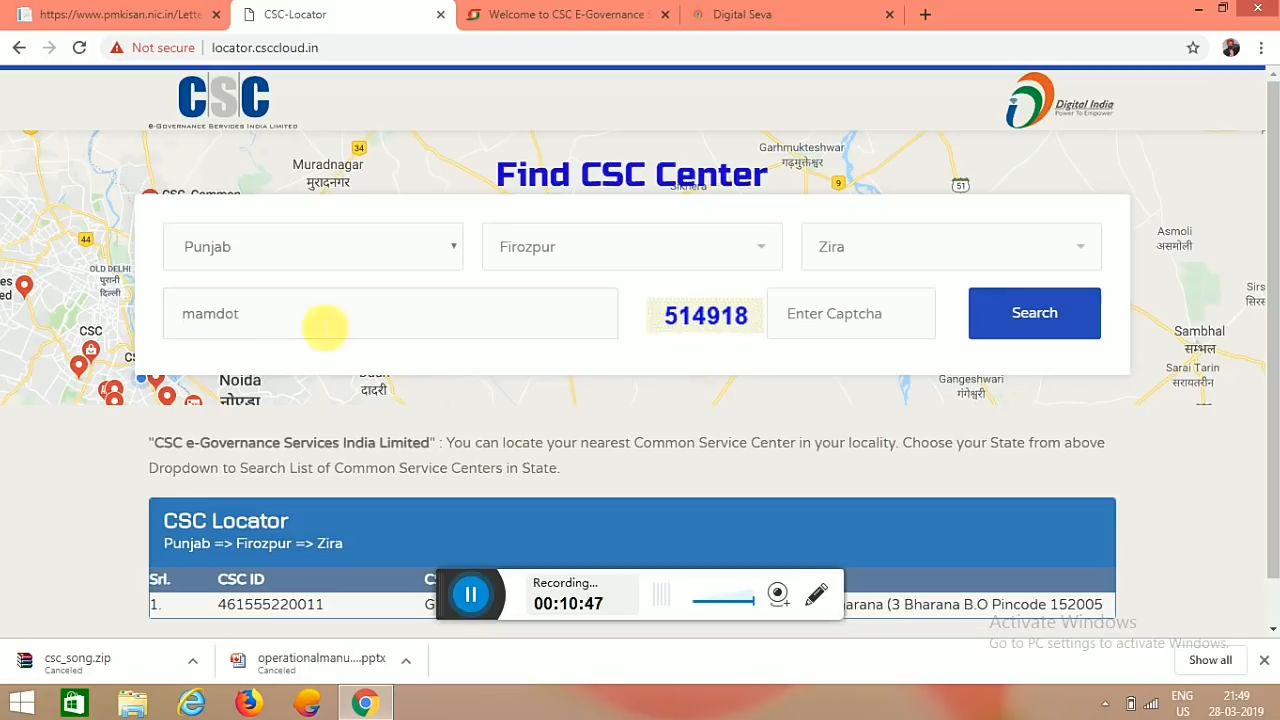 https://www.pmkisan.nic.in/Lette
CSC-Locator
Welcome to CSC E-Governance S
Digital Seva
Not secure
locator.csccloud.in
CSC
e-GOVERNANCE SERVICES INDIA LIMITED
Digital India
Power To Empower
Find CSC Center
34
Muradnagar
मुरादनगर
Garhmukteshwar
गढ़मुक्तेश्वर
9
51
44
OLD DELHI
पुरानी
दिल्ली
CSC
Noida
नोएडा
दादरी
Gangeshwari
गंगेश्वरी
Asmoli
असमोली
Sirs
Sambhal
सम्भल
Sarai Tarin
सरायतरीन
Punjab
Firozpur
Zira
mamdot
514918
Enter Captcha
Search
"CSC e-Governance Services India Limited" : You can locate your nearest Common Service Center in your locality. Choose your State from above
Dropdown to Search List of Common Service Centers in State.
CSC Locator
Punjab => Firozpur => Zira
Srl.
CSC ID
1.
461555220011
G
arana (3 Bharana B.O Pincode 152005
Recording...
00:10:47
Activate Windows
Go to PC settings to activate Windows.
csc_song.zip
Canceled
operationalmanu....pptx
Canceled
Show all
ENG
US
21:49
28-03-2019